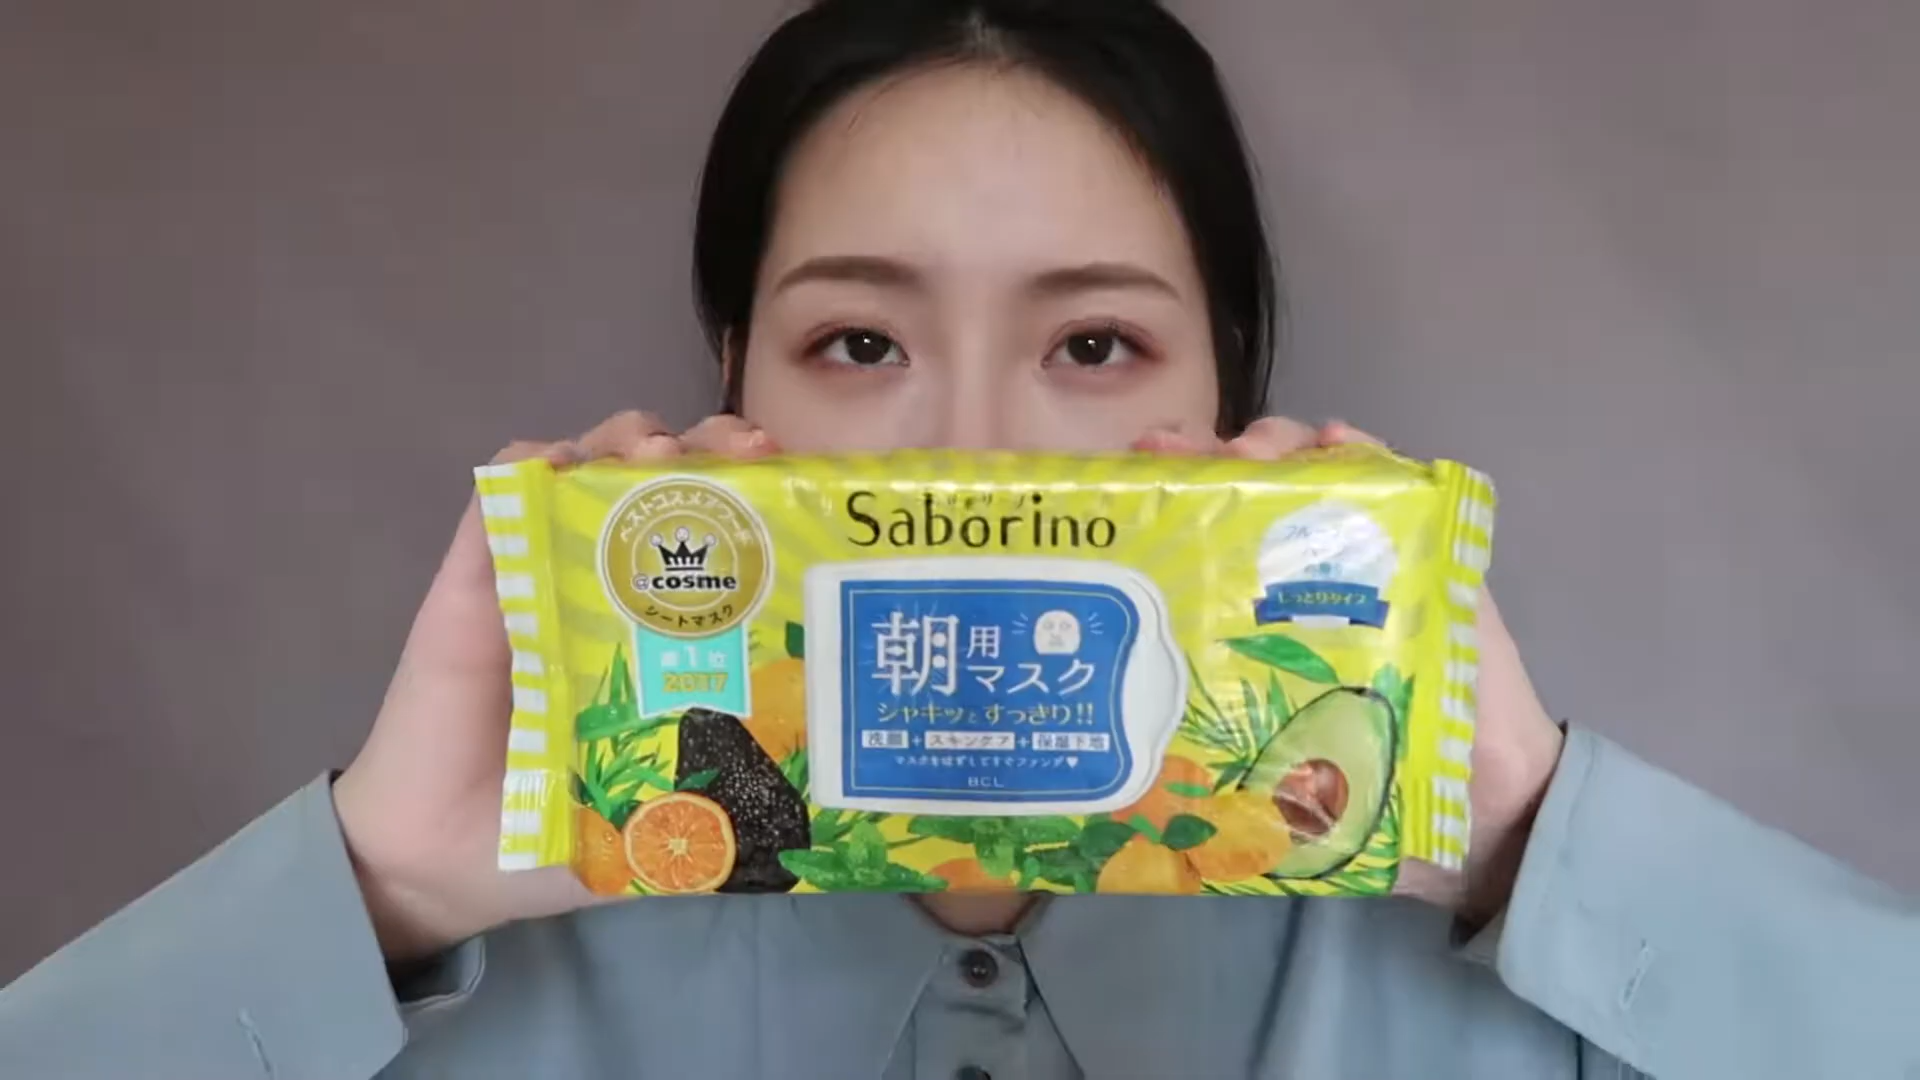 ベストコスメアワード
@cosme
シートマスク
第1位
2017
サボリーノ
Saborino
朝用
マスク
シャキッとすっきり!!
洗顔+スキンケア+保湿下地
マスクをはずしてすぐファンデ♥
BCL
の香り
しっとりタイプ